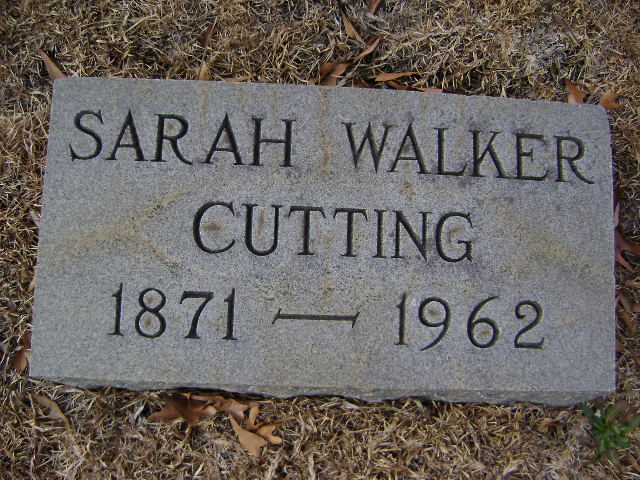 SARAH WALKER
CUTTING
1871 — 1962